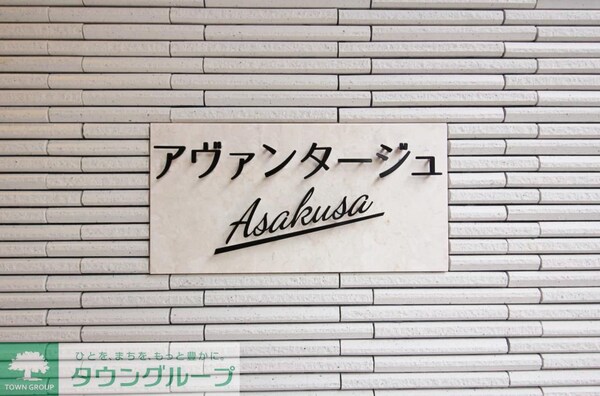 アヴァンタージュ
Asakusa
ひとを、まちを、もっと豊かに。
タウングループ
TOWN GROUP